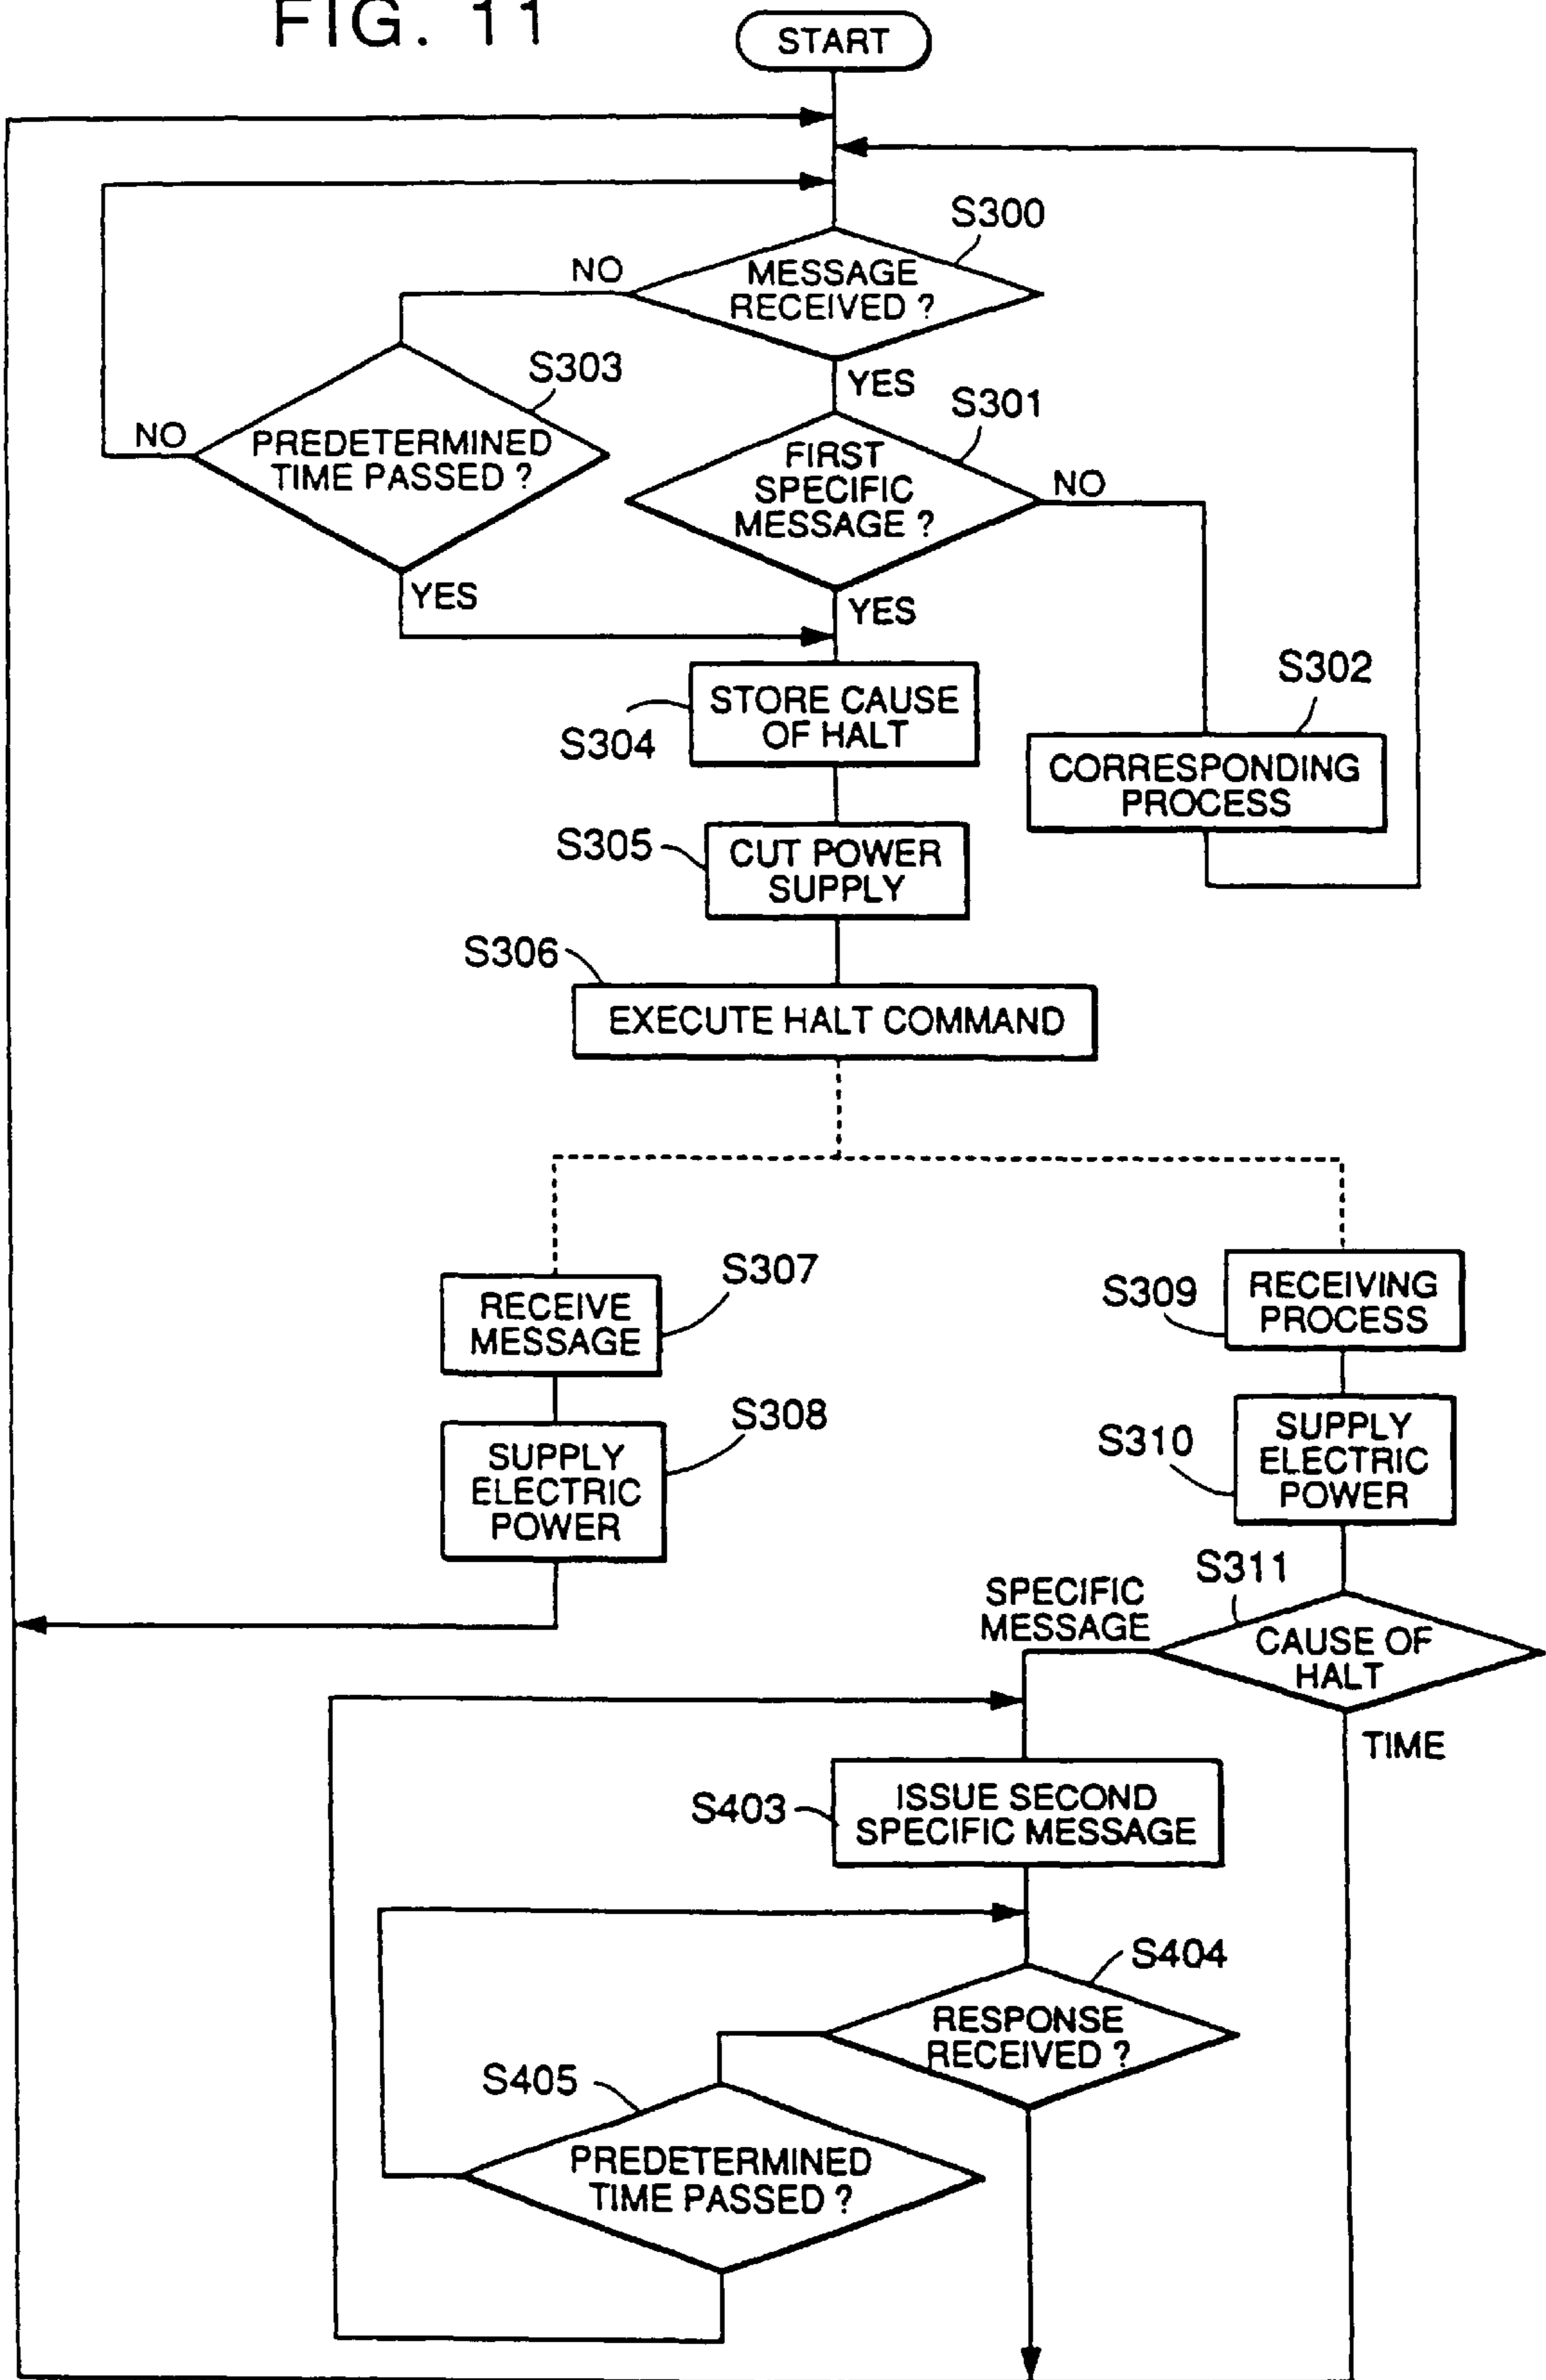 FIG. 11
START
S300
MESSAGE
RECEIVED ?
NO
YES
S303
PREDETERMINED
TIME PASSED ?
NO
YES
S301
FIRST
SPECIFIC
MESSAGE ?
NO
YES
S302
CORRESPONDING
PROCESS
S304
STORE CAUSE
OF HALT
S305
CUT POWER
SUPPLY
S306
EXECUTE HALT COMMAND
S307
RECEIVE
MESSAGE
S308
SUPPLY
ELECTRIC
POWER
S309
RECEIVING
PROCESS
S310
SUPPLY
ELECTRIC
POWER
S311
CAUSE OF
HALT
SPECIFIC
MESSAGE
TIME
S403
ISSUE SECOND
SPECIFIC MESSAGE
S404
RESPONSE
RECEIVED ?
S405
PREDETERMINED
TIME PASSED ?